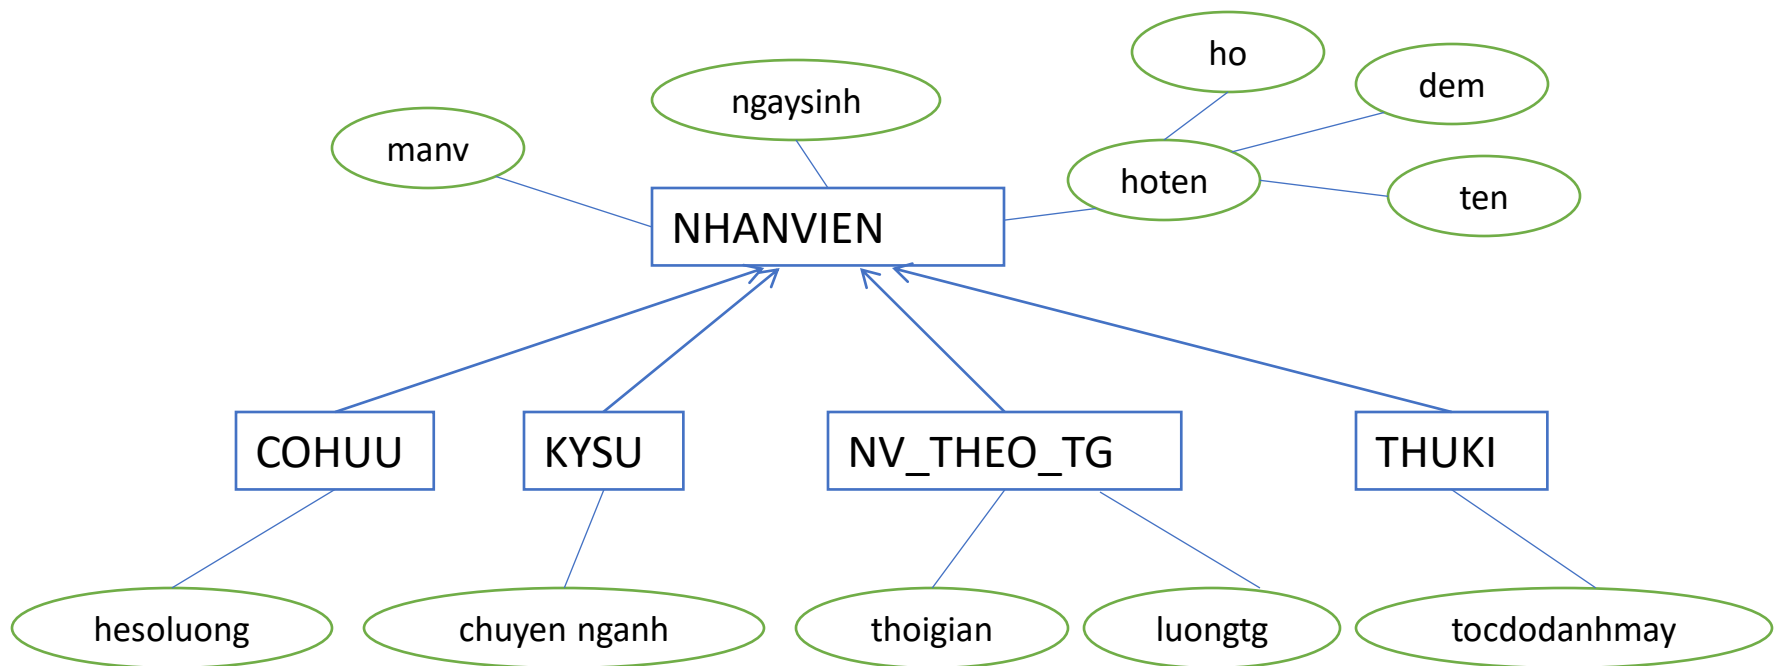 ho
dem
ngaysinh
manv
hoten
ten
NHANVIEN
COHUU
KYSU
NV_THEO_TG
THUKI
hesoluong
chuyen nganh
thoigian
luongtg
tocdodanhmay